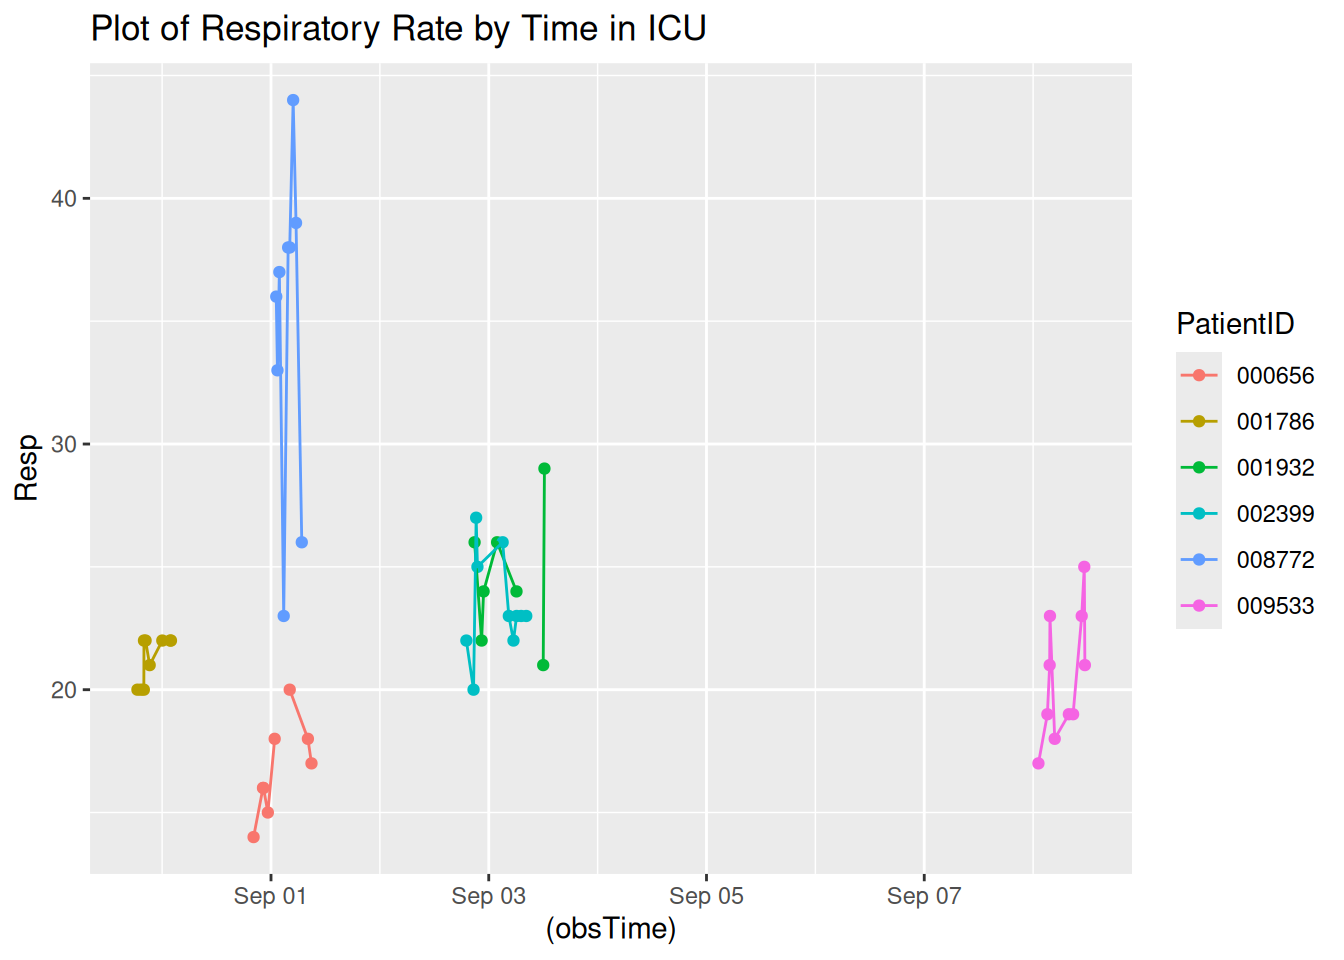 Plot of Respiratory Rate by Time in ICU
Resp
40
30
20
Sep 01 Sep 03 Sep 05 Sep 07
(obsTime)
PatientID
000656
001786
001932
002399
008772
009533